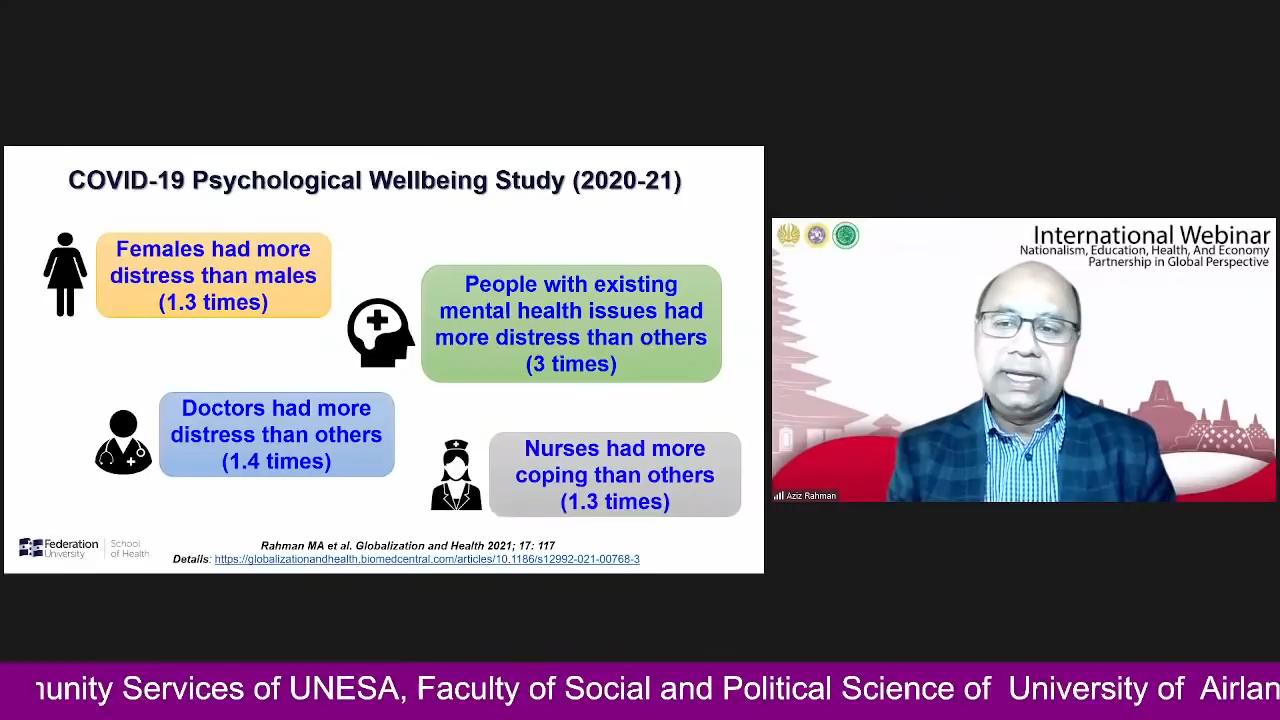 COVID-19 Psychological Wellbeing Study (2020-21)
Females had more
distress than males
(1.3 times)
People with existing
mental health issues had
more distress than others
(3 times)
Doctors had more
distress than others
(1.4 times)
Nurses had more
coping than others
(1.3 times)
Federation
University
School
of Health
Rahman MA et al. Globalization and Health 2021; 17: 117
Details: https://globalizationandhealth.biomedcentral.com/articles/10.1186/s12992-021-00768-3
International Webinar
Nationalism, Education, Health, And Economy
Partnership in Global Perspective
Aziz Rahman
Services of UNESA, Faculty of Social and Political Science of University of